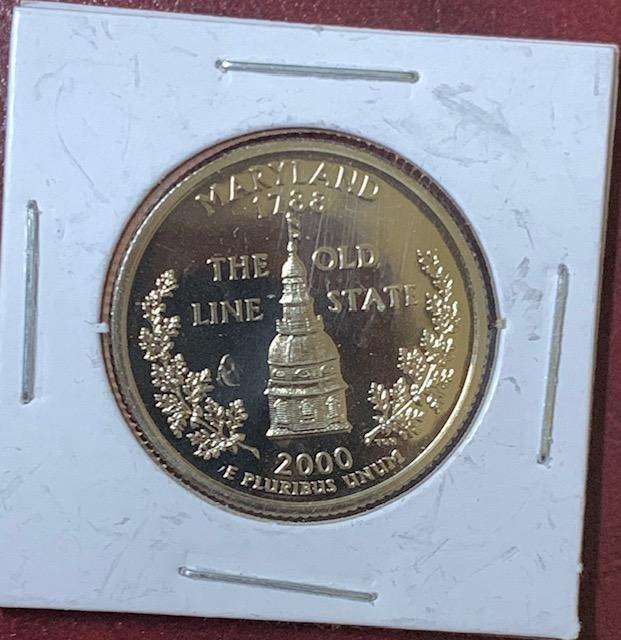 MARYLAND
1788
THE OLD
LINE STATE
2000
E PLURIBUS UNUM